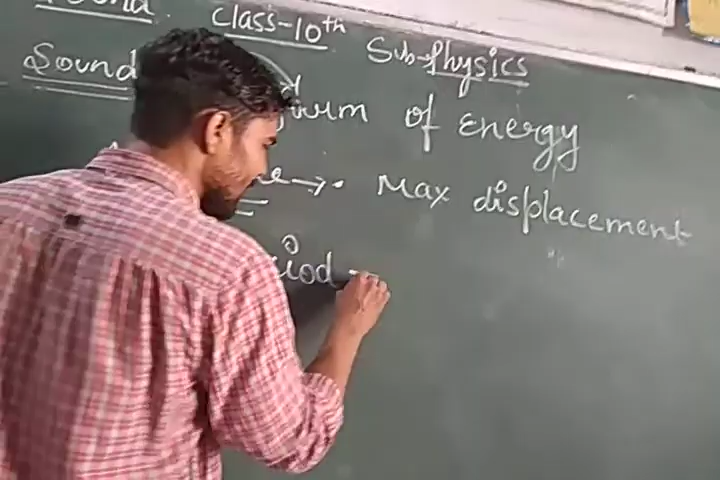 Class-10th Sub-Physics
Sound of Energy
Max displacement